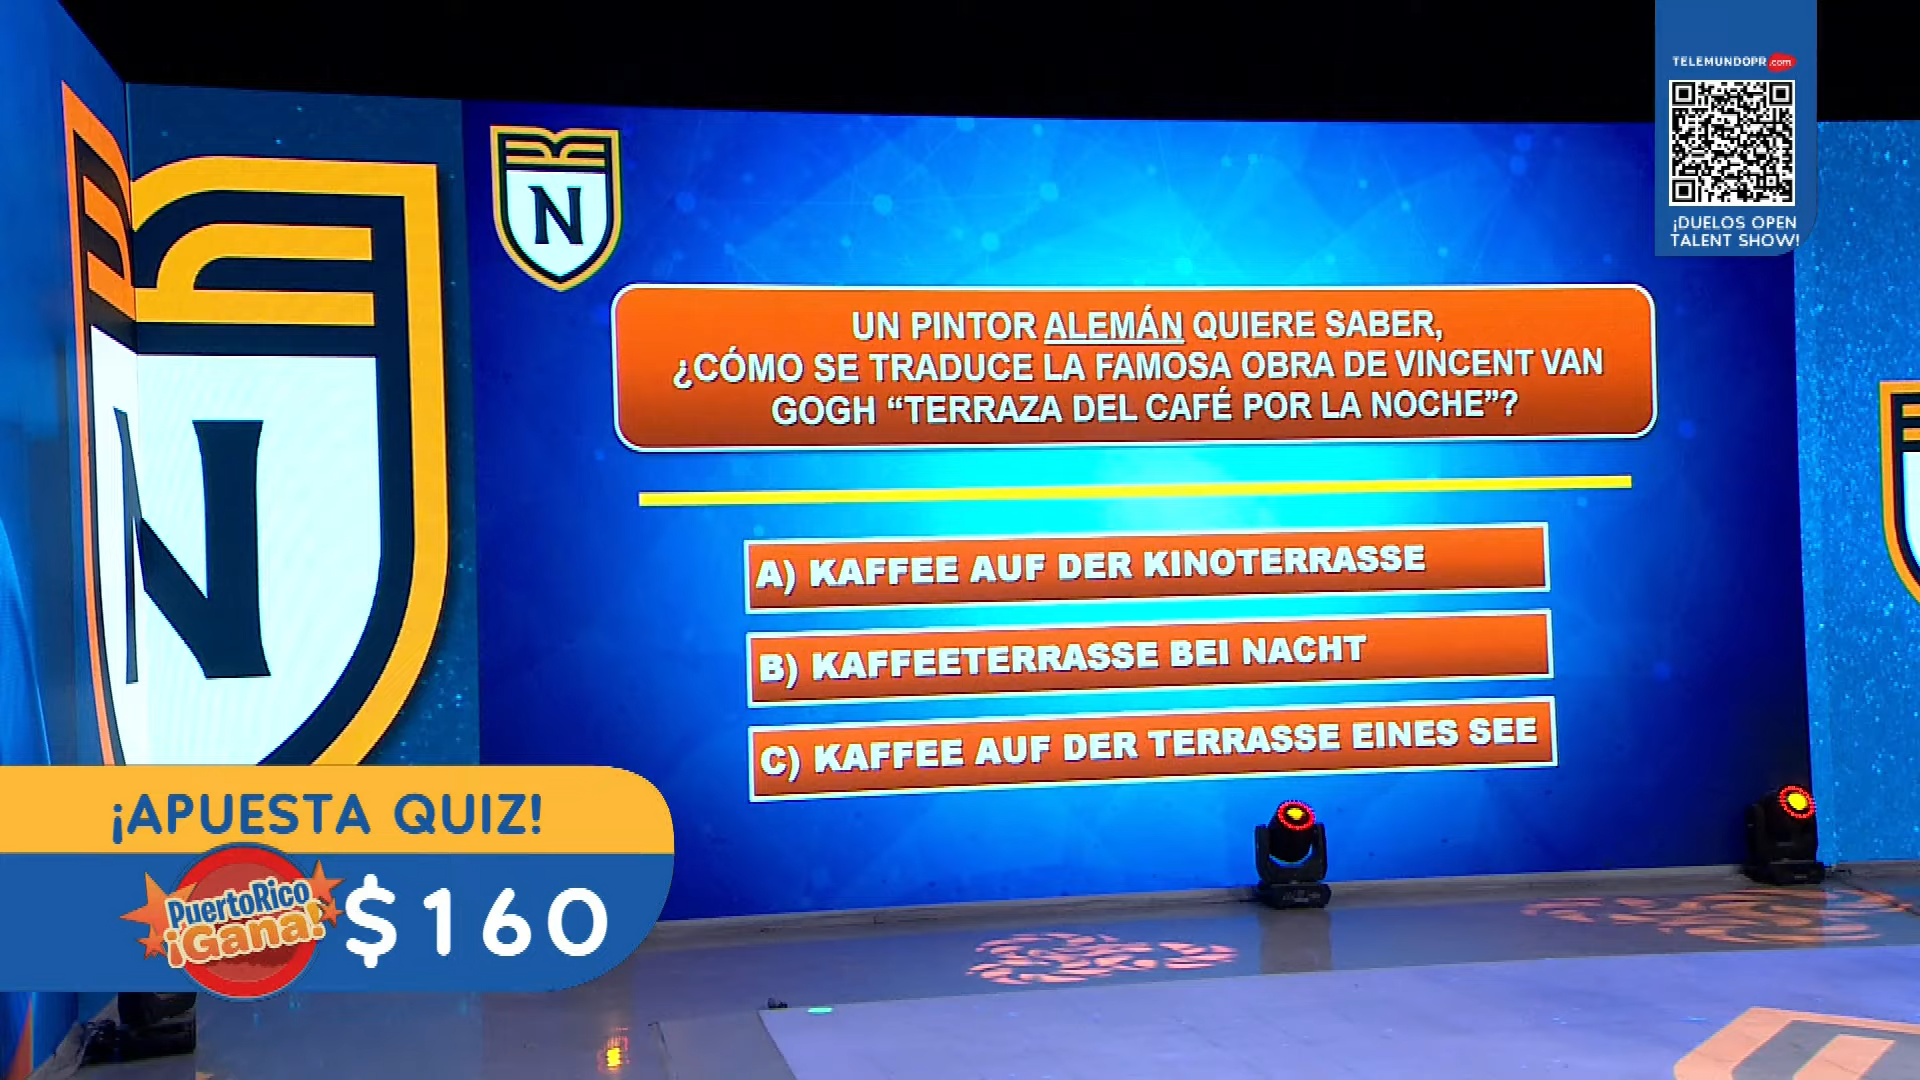 TELEMUNDOPR.com
¡DUELOS OPEN
TALENT SHOW!
N
N
UN PINTOR ALEMÁN QUIERE SABER,
¿CÓMO SE TRADUCE LA FAMOSA OBRA DE VINCENT VAN
GOGH “TERRAZA DEL CAFÉ POR LA NOCHE”?
A) KAFFEE AUF DER KINOTERRASSE
B) KAFFEETERRASSE BEI NACHT
C) KAFFEE AUF DER TERRASSE EINES SEE
¡APUESTA QUIZ!
PuertoRico
¡Gana!
$160